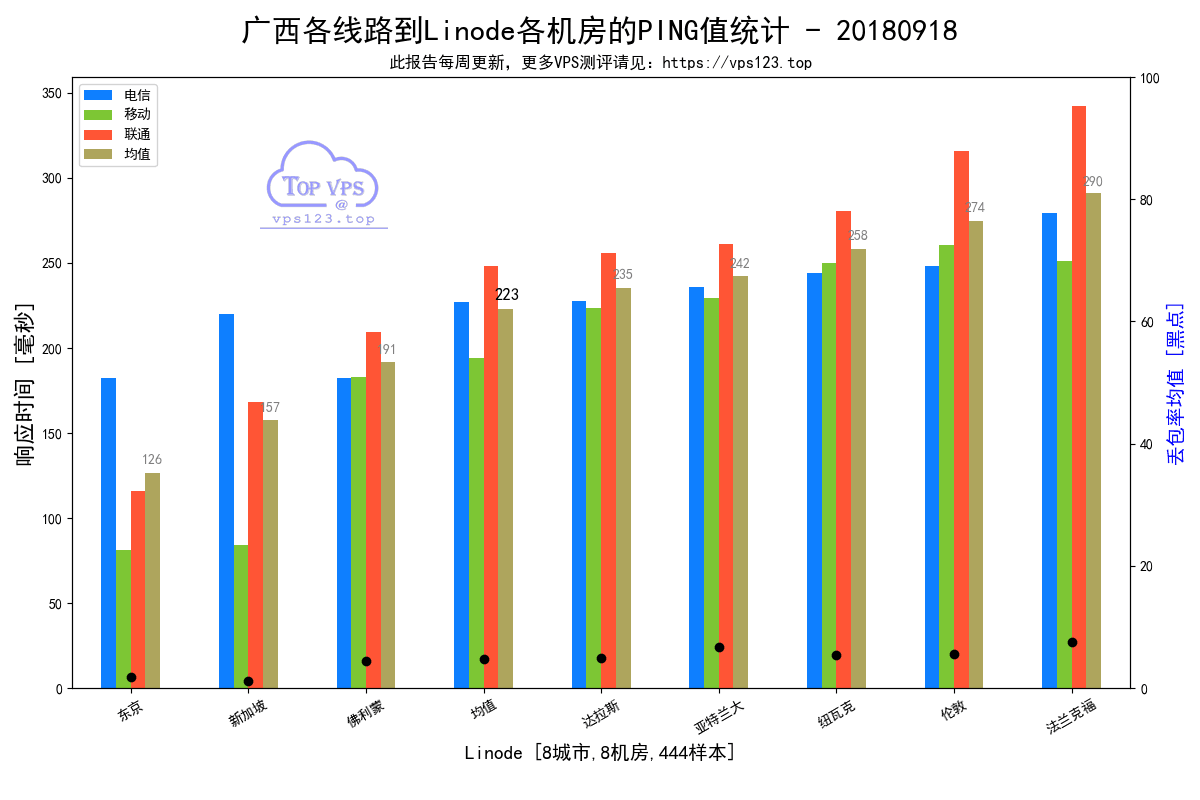 广西各线路到Linode各机房的PING值统计 - 20180918
此报告每周更新，更多VPS测评请见：https://vps123.top
电信
移动
联通
均值
TOP VPS
@
vps123.top
响应时间 [毫秒]
350
300
250
200
150
100
50
0
126
157
191
223
235
242
258
274
290
100
80
60
40
20
0
丢包率均值 [黑点]
东京
新加坡
佛利蒙
均值
达拉斯
亚特兰大
纽瓦克
伦敦
法兰克福
Linode [8城市,8机房,444样本]